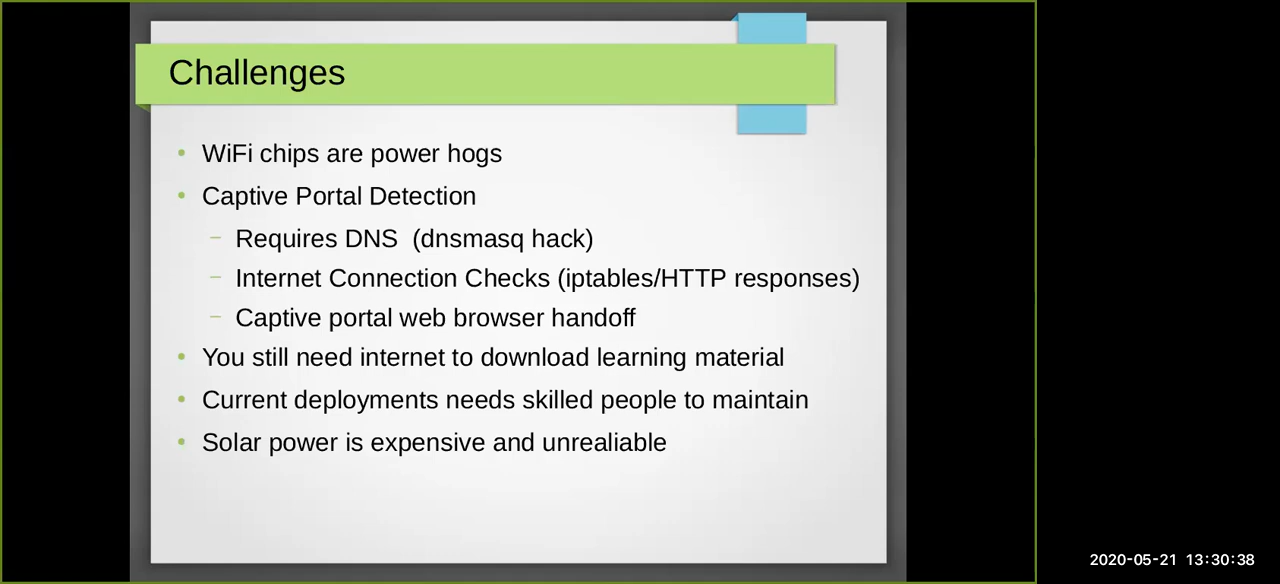 Challenges
• WiFi chips are power hogs
• Captive Portal Detection
– Requires DNS  (dnsmasq hack)
– Internet Connection Checks (iptables/HTTP responses)
– Captive portal web browser handoff
• You still need internet to download learning material
• Current deployments needs skilled people to maintain
• Solar power is expensive and unrealiable
2020-05-21 13:30:38